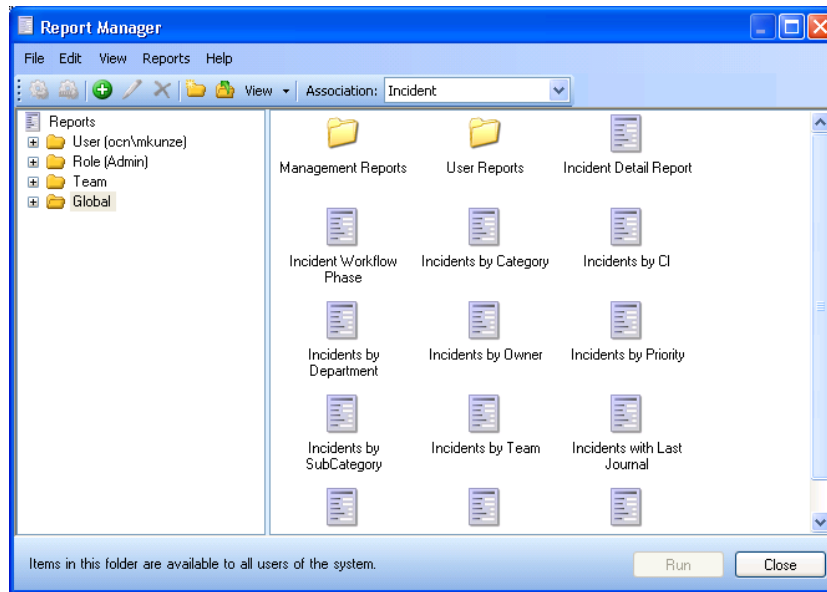 Report Manager
File Edit View Reports Help
View Association: Incident
Reports
User (ocn\mkunze)
Role (Admin)
Team
Global
Management Reports User Reports Incident Detail Report
Incident Workflow Phase Incidents by Category Incidents by CI
Incidents by Department Incidents by Owner Incidents by Priority
Incidents by SubCategory Incidents by Team Incidents with Last Journal
Items in this folder are available to all users of the system.
Run Close